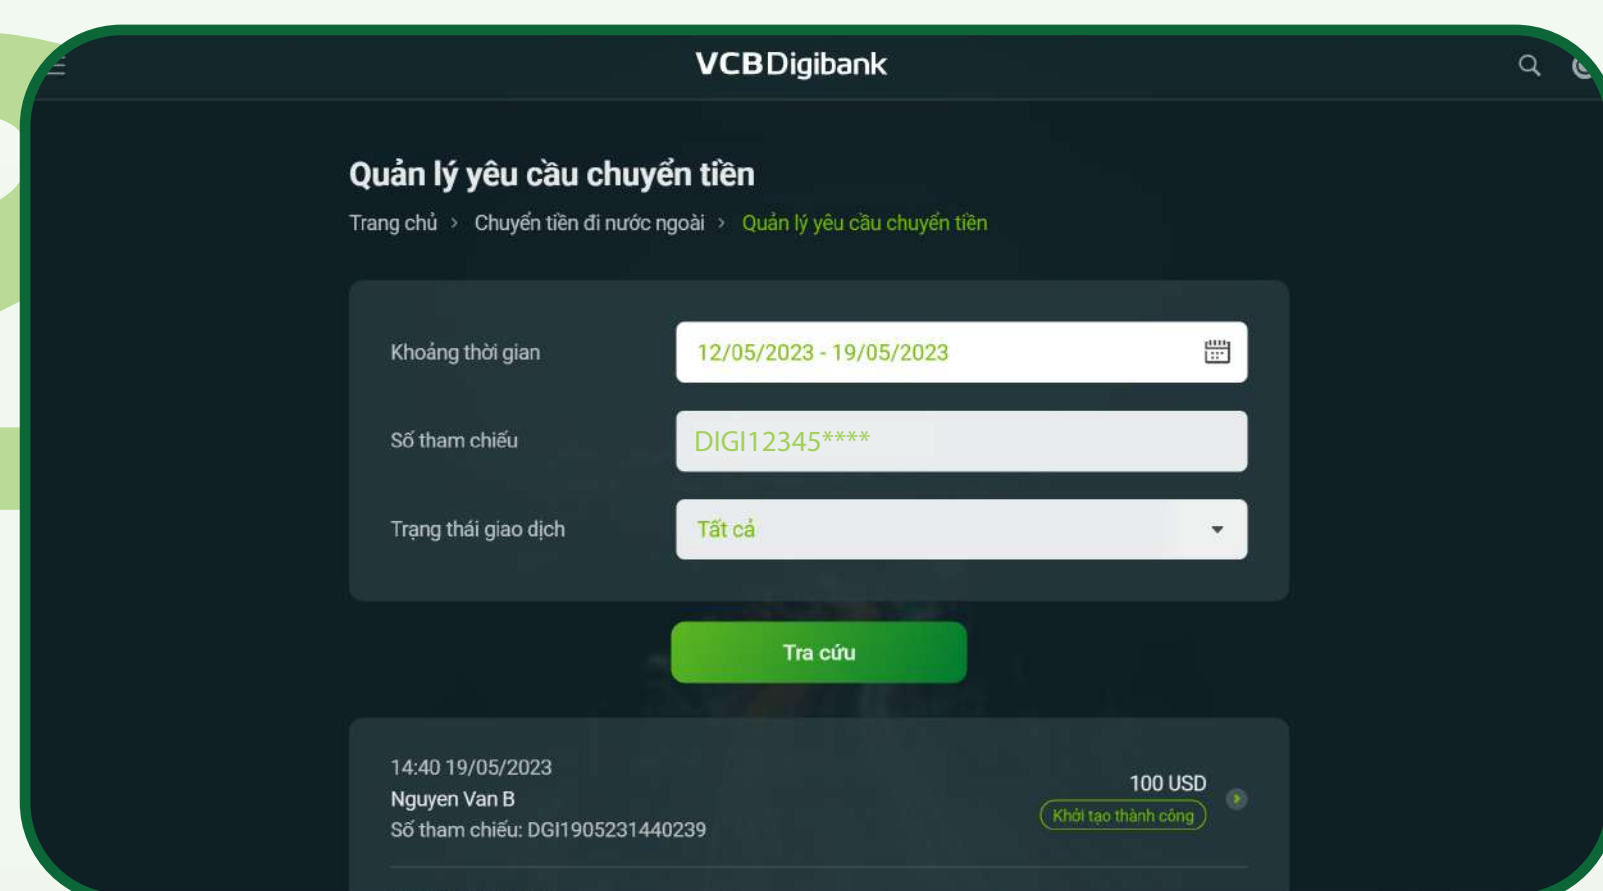 VCBDigibank
Quản lý yêu cầu chuyển tiền
Trang chủ > Chuyển tiền đi nước ngoài > Quản lý yêu cầu chuyển tiền
Khoảng thời gian
12/05/2023 - 19/05/2023
Số tham chiếu
DIGI12345****
Trạng thái giao dịch
Tất cả
Tra cứu
14:40 19/05/2023
Nguyen Van B
Số tham chiếu: DGI1905231440239
100 USD
Khởi tạo thành công